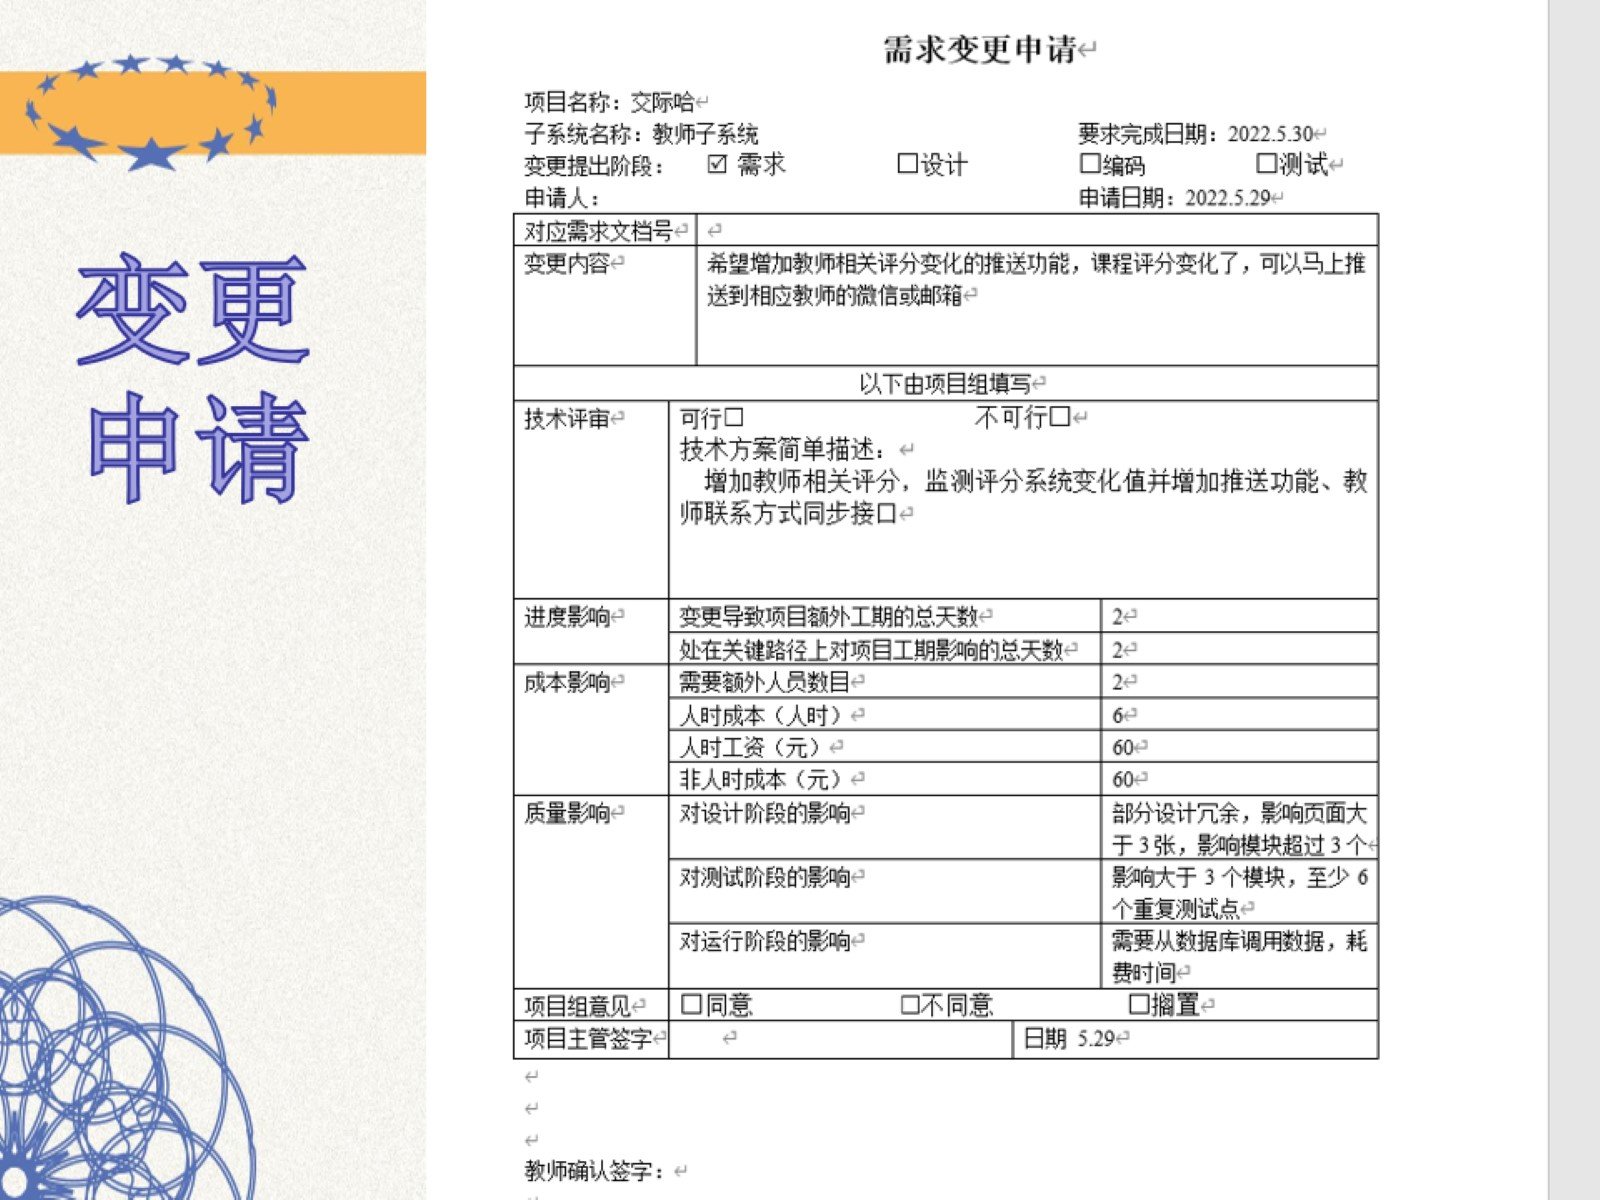 变更
申请
需求变更申请
项目名称：交际哈
子系统名称：教师子系统 要求完成日期：2022.5.30
变更提出阶段： ☑ 需求 □设计 □编码 □测试
申请人： 申请日期：2022.5.29
对应需求文档号
变更内容 希望增加教师相关评分变化的推送功能，课程评分变化了，可以马上推
送到相应教师的微信或邮箱
以下由项目组填写
技术评审 可行□ 不可行□
技术方案简单描述：
增加教师相关评分，监测评分系统变化值并增加推送功能、教
师联系方式同步接口
进度影响 变更导致项目额外工期的总天数 2
处在关键路径上对项目工期影响的总天数 2
成本影响 需要额外人员数目 2
人时成本（人时） 6
人时工资（元） 60
非人时成本（元） 60
质量影响 对设计阶段的影响 部分设计冗余，影响页面大
于 3 张，影响模块超过 3 个
对测试阶段的影响 影响大于 3 个模块，至少 6
个重复测试点
对运行阶段的影响 需要从数据库调用数据，耗
费时间
项目组意见 □同意 □不同意 □搁置
项目主管签字 日期 5.29
教师确认签字：